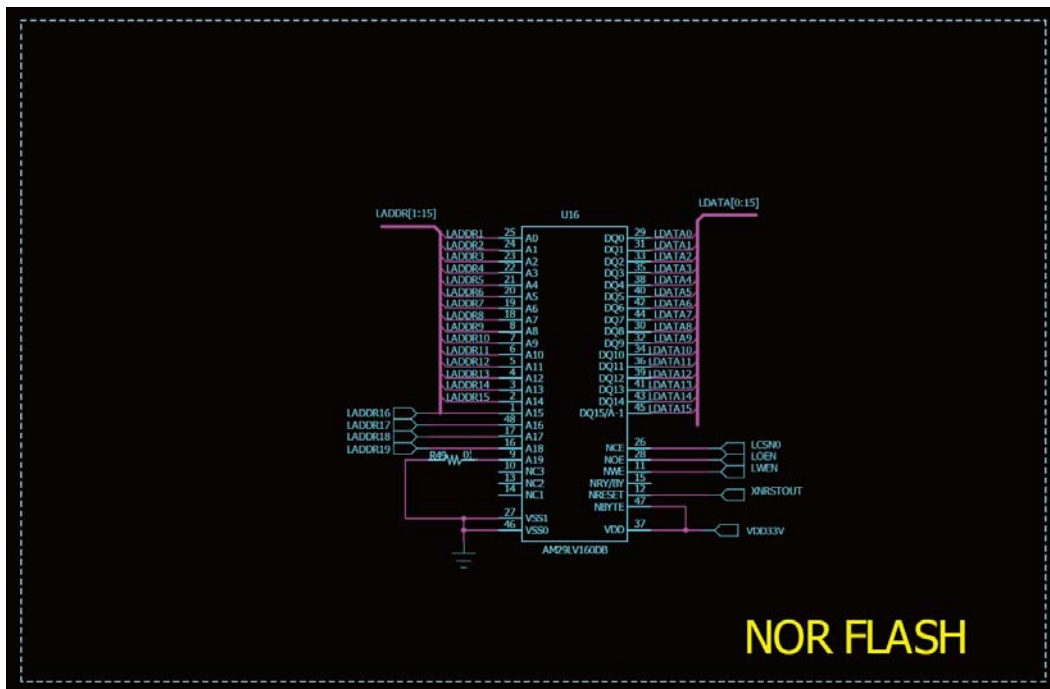 LADDR[1:15] U16 LDATA[0:15]
LADDR1 25 A0 DQ0 29 LDATA0
LADDR2 24 A1 DQ1 31 LDATA1
LADDR3 23 A2 DQ2 33 LDATA2
LADDR4 22 A3 DQ3 35 LDATA3
LADDR5 21 A4 DQ4 38 LDATA4
LADDR6 20 A5 DQ5 40 LDATA5
LADDR7 19 A6 DQ6 42 LDATA6
LADDR8 18 A7 DQ7 44 LDATA7
LADDR9 8 A8 DQ8 30 LDATA8
LADDR10 7 A9 DQ9 32 LDATA9
LADDR11 6 A10 DQ10 34 LDATA10
LADDR12 5 A11 DQ11 36 LDATA11
LADDR13 4 A12 DQ12 39 LDATA12
LADDR14 3 A13 DQ13 41 LDATA13
LADDR15 2 A14 DQ14 43 LDATA14
LADDR16 1 A15 DQ15/A-1 45 LDATA15
LADDR17 48 A16
LADDR18 17 A17
LADDR19 16 A18 NCE 26 LCSN0
R49 9 A19 NOE 28 LOEN
10 NC3 NWE 11 LWEN
13 NC2 NRY/BY 15
14 NC1 NRESET 12 XNRSTOUT
NBYTE 47
27 VSS1
46 VSS0 VDD 37 VDD33V
AM29LV160DB
NOR FLASH